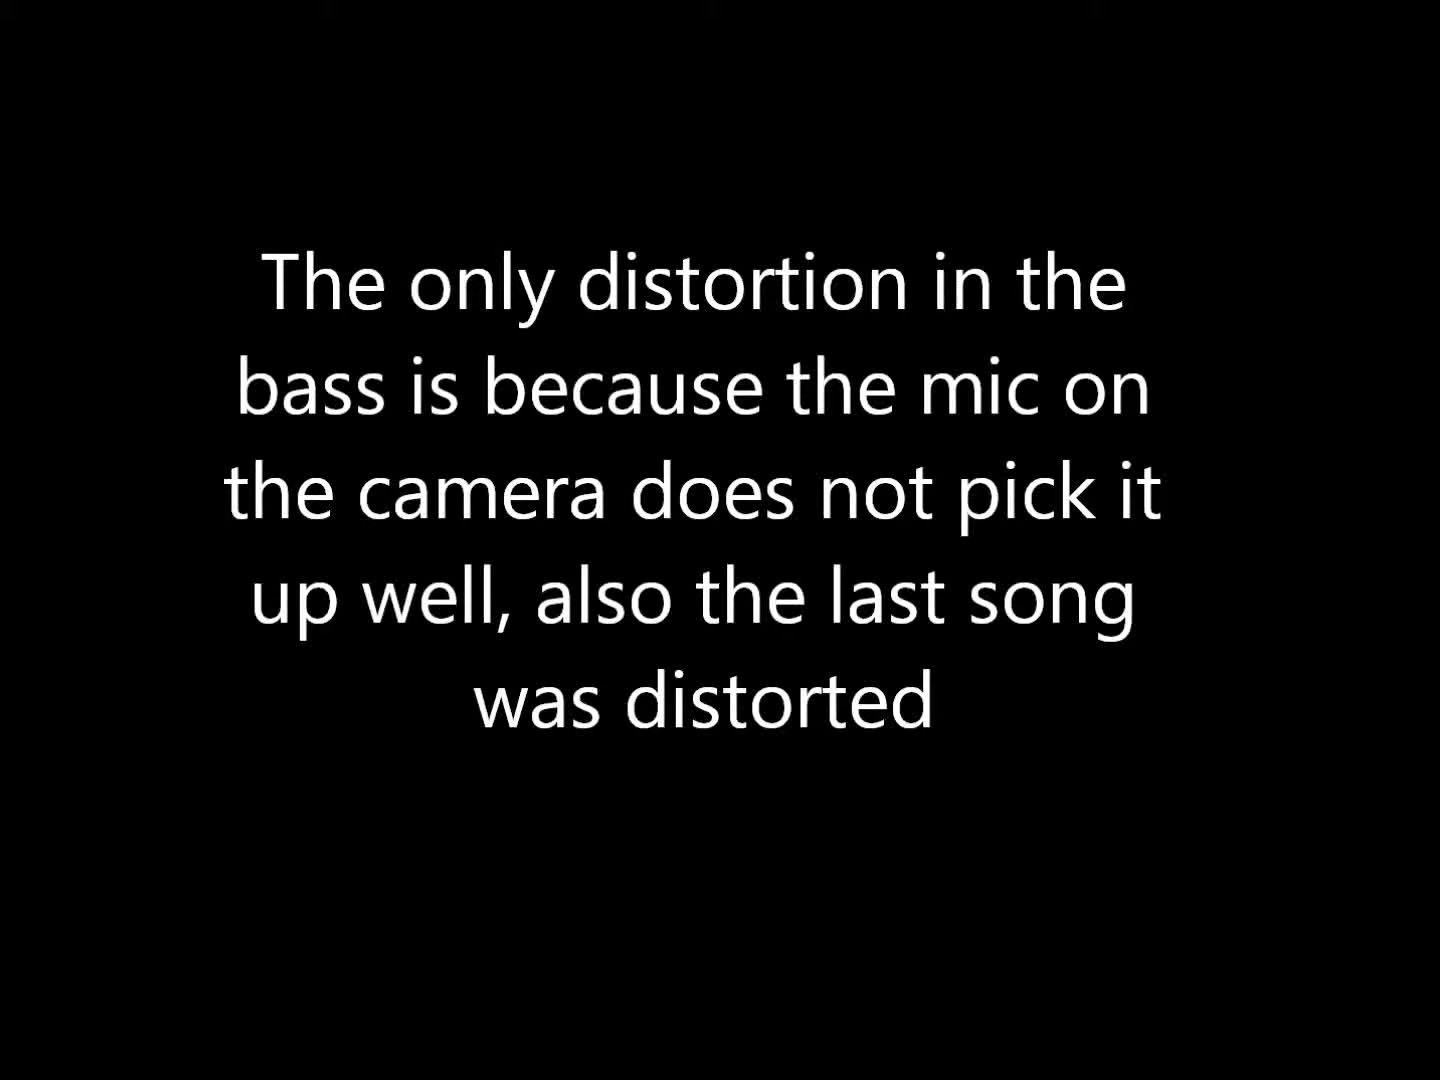 The only distortion in the
bass is because the mic on
the camera does not pick it
up well, also the last song
was distorted